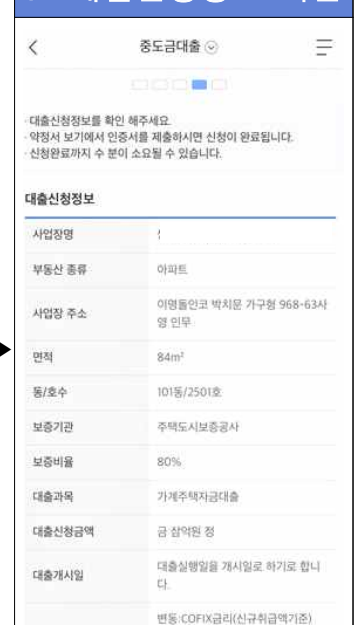 중도금대출
· 대출신청정보를 확인 해주세요.
· 약정서 보기에서 인증서를 제출하시면 신청이 완료됩니다.
· 신청완료까지 수 분이 소요될 수 있습니다.
대출신청정보
사업장명
부동산 종류 아파트
사업장 주소 이명돌인코 박치문 가구형 968-63사
영 인무
면적 84m²
동/호수 101동/2501호
보증기관 주택도시보증공사
보증비율 80%
대출과목 가계주택자금대출
대출신청금액 금 삼억원 정
대출개시일 대출실행일을 개시일로 하기로 합니
다.
변동:COFIX금리(신규취급액기준)